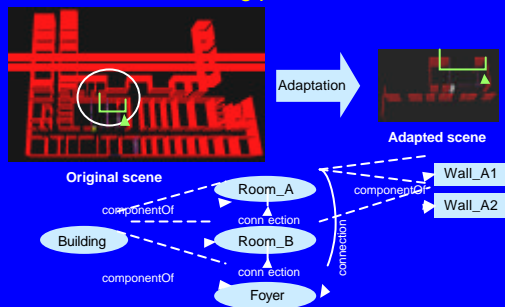 Adaptation
Adapted scene
Original scene
Room_A
Wall_A1
componentOf
componentOf
Wall_A2
conn ection
connection
Building
Room_B
conn ection
componentOf
Foyer